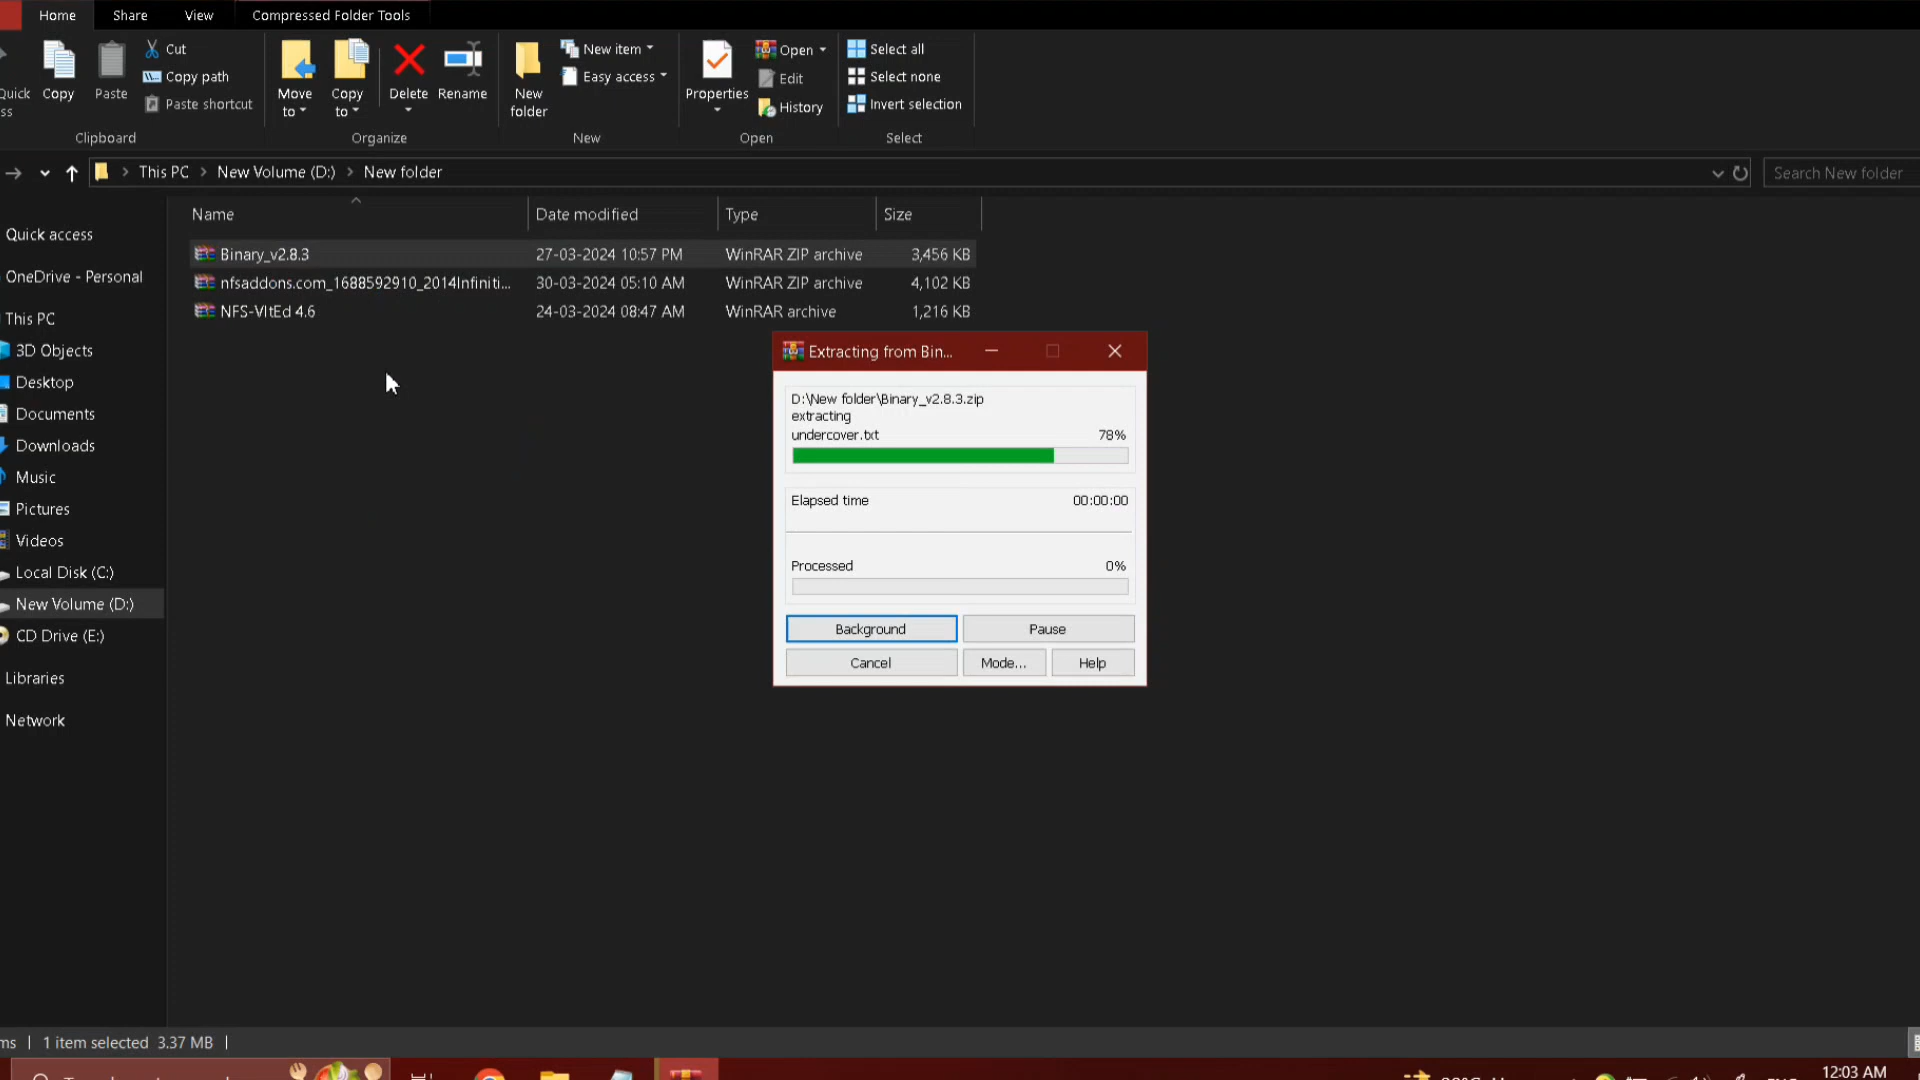 Home Share View Compressed Folder Tools
Copy Paste Cut Copy path Paste shortcut
Move to Copy to Delete Rename
New folder New item Easy access
Properties Open Edit History
Select all Select none Invert selection
Clipboard Organize New Open Select
This PC > New Volume (D:) > New folder
Search New folder
Name Date modified Type Size
Binary_v2.8.3 27-03-2024 10:57 PM WinRAR ZIP archive 3,456 KB
nfsaddons.com_1688592910_2014Infiniti... 30-03-2024 05:10 AM WinRAR ZIP archive 4,102 KB
NFS-VltEd 4.6 24-03-2024 08:47 AM WinRAR archive 1,216 KB
Quick access
OneDrive - Personal
This PC
3D Objects
Desktop
Documents
Downloads
Music
Pictures
Videos
Local Disk (C:)
New Volume (D:)
CD Drive (E:)
Libraries
Network
Extracting from Bin...
D:\New folder\Binary_v2.8.3.zip
extracting
undercover.txt 78%
Elapsed time 00:00:00
Processed 0%
Background Pause
Cancel Mode... Help
1 item selected 3.37 MB
12:03 AM